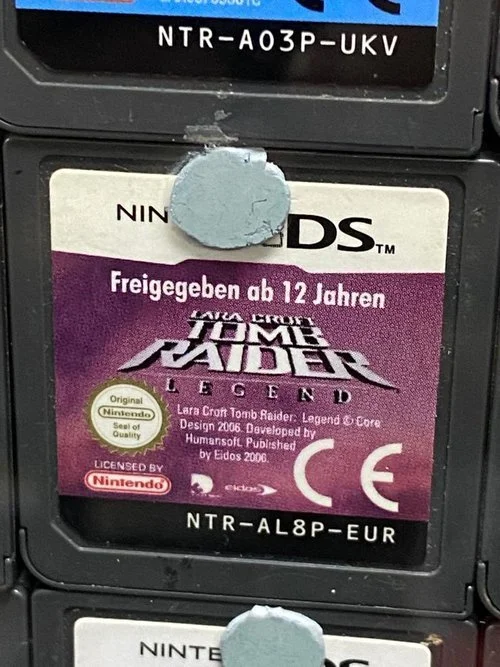 NTR-A03P-UKV
NIN DS TM
Freigegeben ab 12 Jahren
LARA CROFT
TOMB
RAIDER
LEGEND
Original
Nintendo
Seal of
Quality
Lara Croft Tomb Raider: Legend © Core
Design 2006. Developed by
Humansoft. Published
by Eidos 2006.
LICENSED BY
Nintendo
eidos
CE
NTR-AL8P-EUR
NINTE